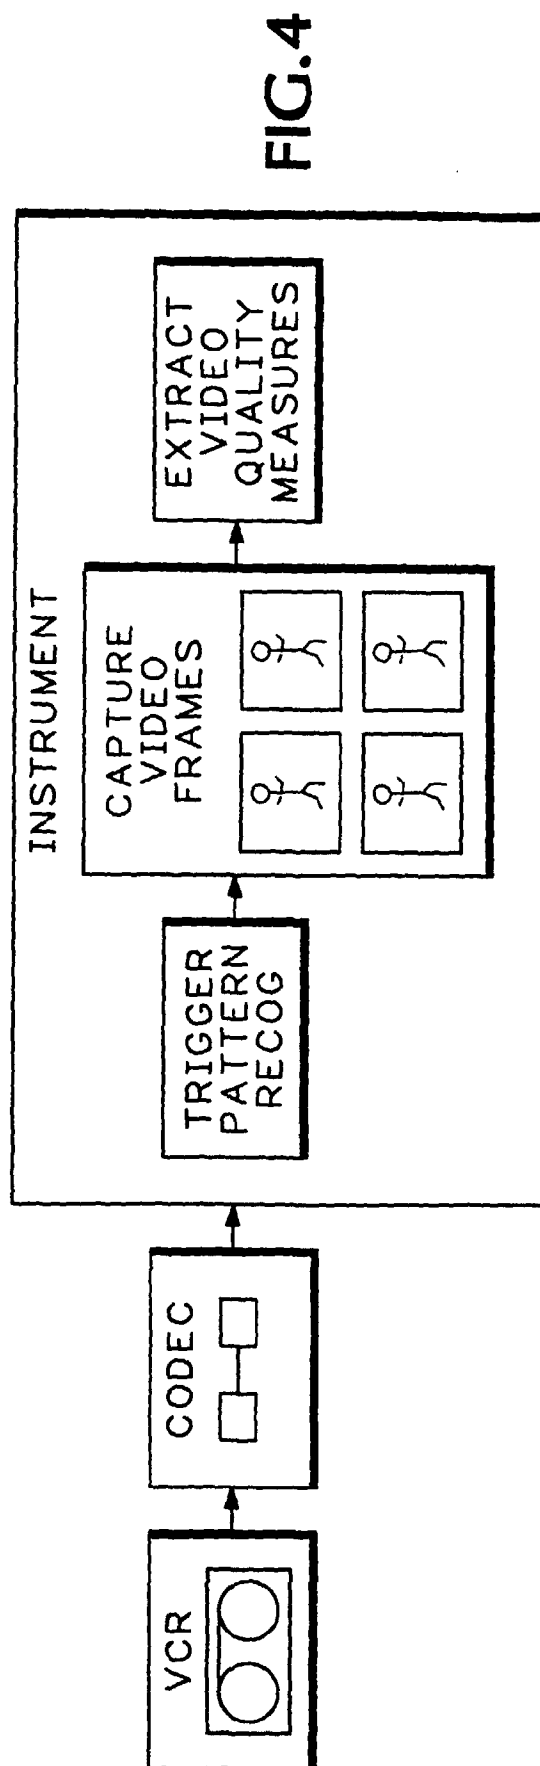 VCR
CODEC
INSTRUMENT
TRIGGER
PATTERN
RECOG
CAPTURE
VIDEO
FRAMES
EXTRACT
VIDEO
QUALITY
MEASURES
FIG.4